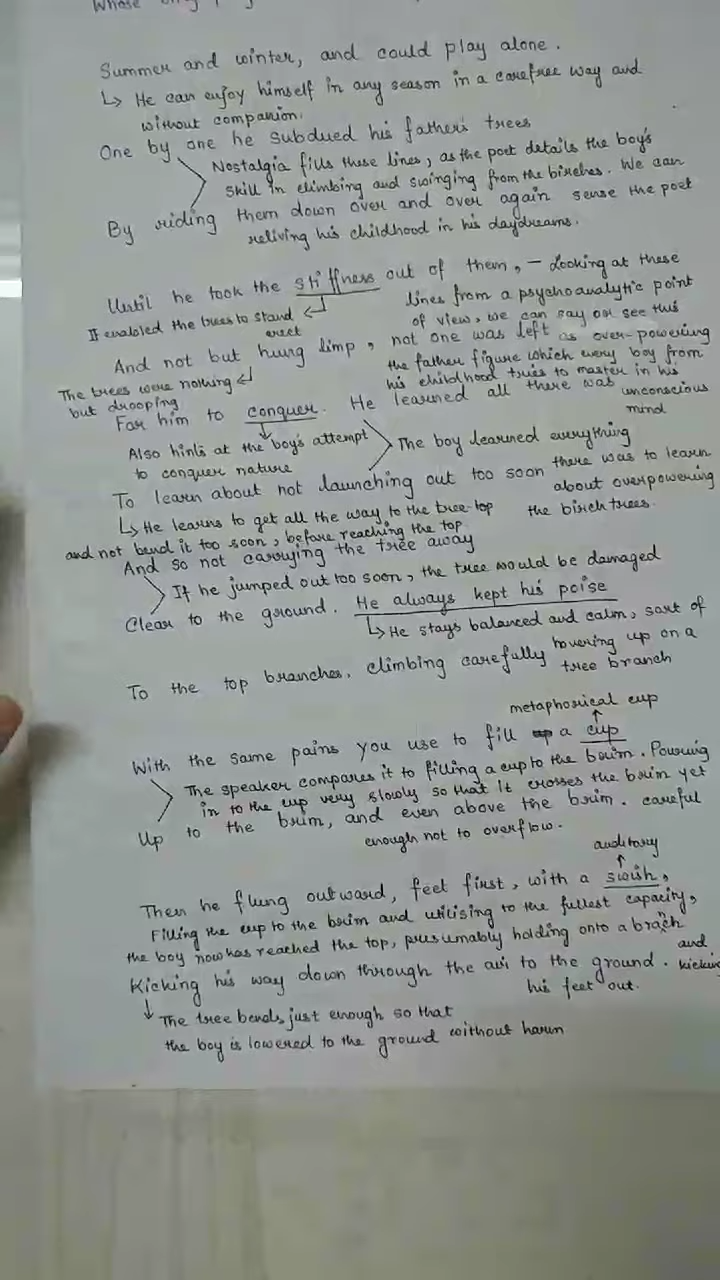 Whose
Summer and winter, and could play alone.
↳ He can enjoy himself in any season in a carefree way and
without companion.
One by one he subdued his father's trees
Nostalgia fills these lines, as the poet details the boy's
skill in climbing and swinging from the birches. We can
By riding them down over and over again sense the poet
reliving his childhood in his daydreams.
Until he took the stiffness out of them, - Looking at these
It enabled the trees to stand lines from a psychoanalytic point
erect of view, we can say or see this
And not but hung limp, not one was left as over-powering
The trees were nothing the father figure which every boy from
but drooping his childhood tries to master in his
For him to conquer. He learned all there was unconscious
mind
Also hints at the boy's attempt The boy learned everything
to conquer nature
To learn about not launching out too soon there was to learn
about overpowering
↳ He learns to get all the way to the tree-top the birch trees.
and not bend it too soon, before reaching the top
And so not carrying the tree away
If he jumped out too soon, the tree would be damaged
Clear to the ground. He always kept his poise
↳ He stays balanced and calm, sort of
To the top branches, climbing carefully hovering up on a
tree branch
metaphorical cup
With the same pains you use to fill a cup
The speaker compares it to filling a cup to the brim. Pouring
in to the cup very slowly so that it crosses the brim yet
Up to the brim, and even above the brim. careful
enough not to overflow.
auditory
Then he flung outward, feet first, with a swish,
Filling the cup to the brim and utilising to the fullest capacity,
the boy now has reached the top, presumably holding onto a branch
Kicking his way down through the air to the ground. and kicking
his feet out.
↓ The tree bends just enough so that
the boy is lowered to the ground without harm